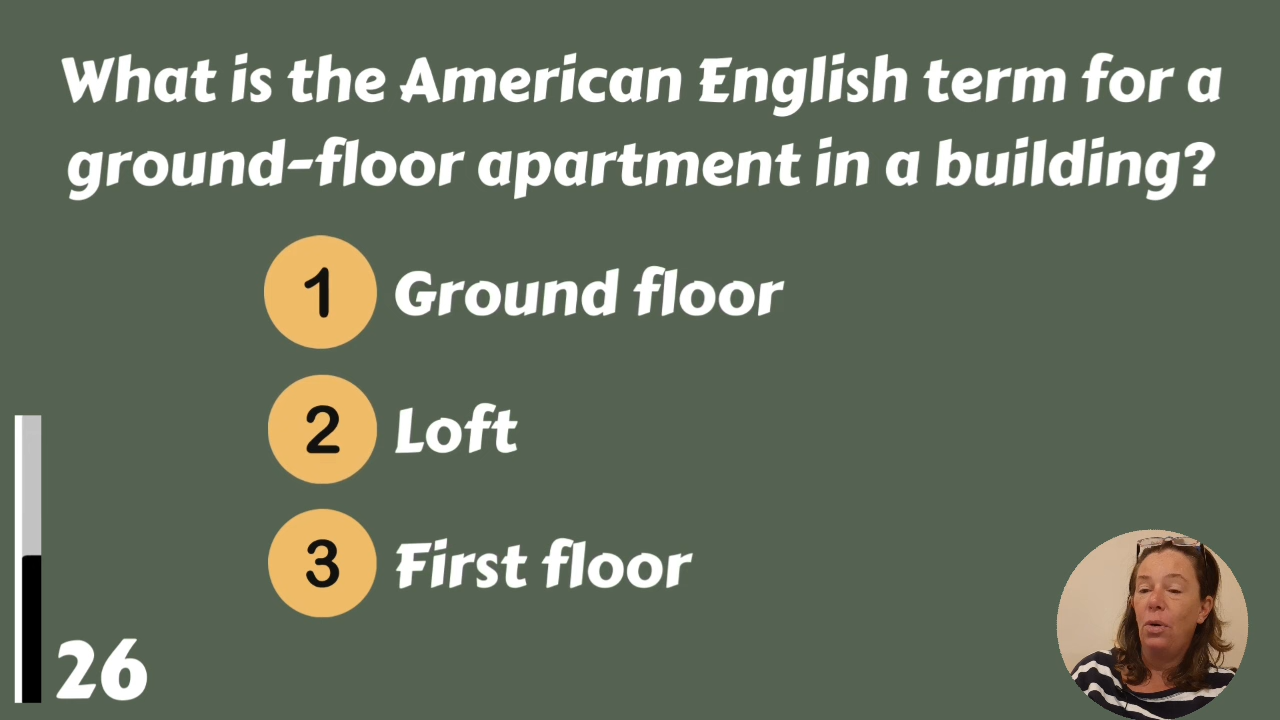 What is the American English term for a
ground-floor apartment in a building?
1 Ground floor
2 Loft
3 First floor
26